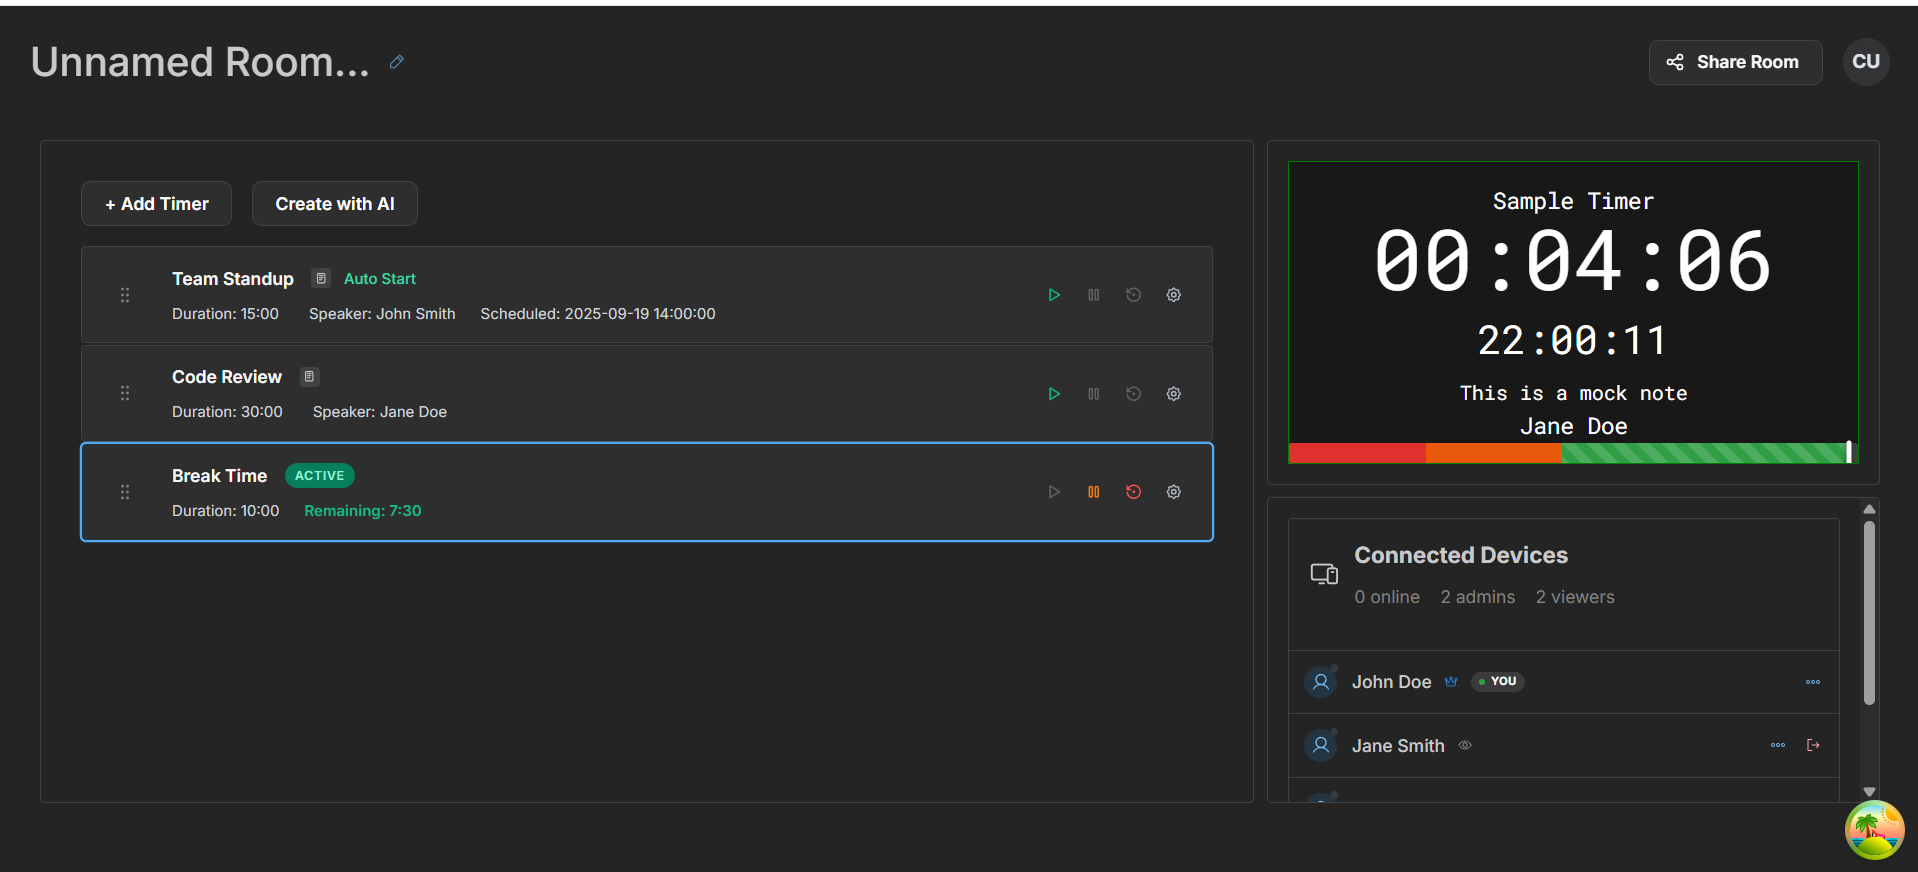 Unnamed Room...
Share Room
CU
+ Add Timer
Create with AI
Team Standup
Auto Start
Duration: 15:00
Speaker: John Smith
Scheduled: 2025-09-19 14:00:00
Code Review
Duration: 30:00
Speaker: Jane Doe
Break Time
ACTIVE
Duration: 10:00
Remaining: 7:30
Sample Timer
00:04:06
22:00:11
This is a mock note
Jane Doe
Connected Devices
0 online
2 admins
2 viewers
John Doe
YOU
Jane Smith